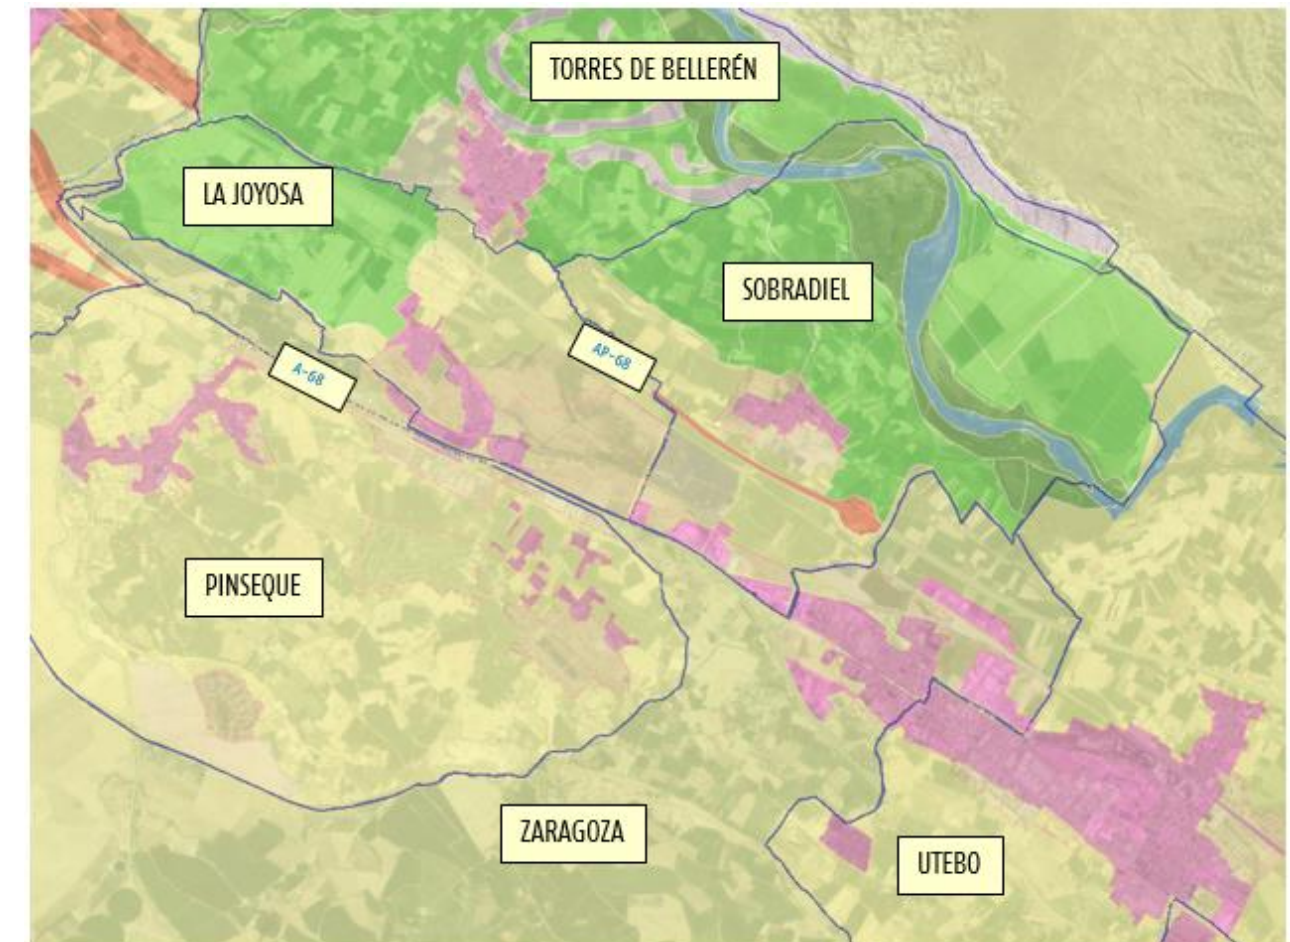 TORRES DE BELLERÉN
LA JOYOSA
SOBRADIEL
AP-68
A-68
PINSEQUE
ZARAGOZA
UTEBO